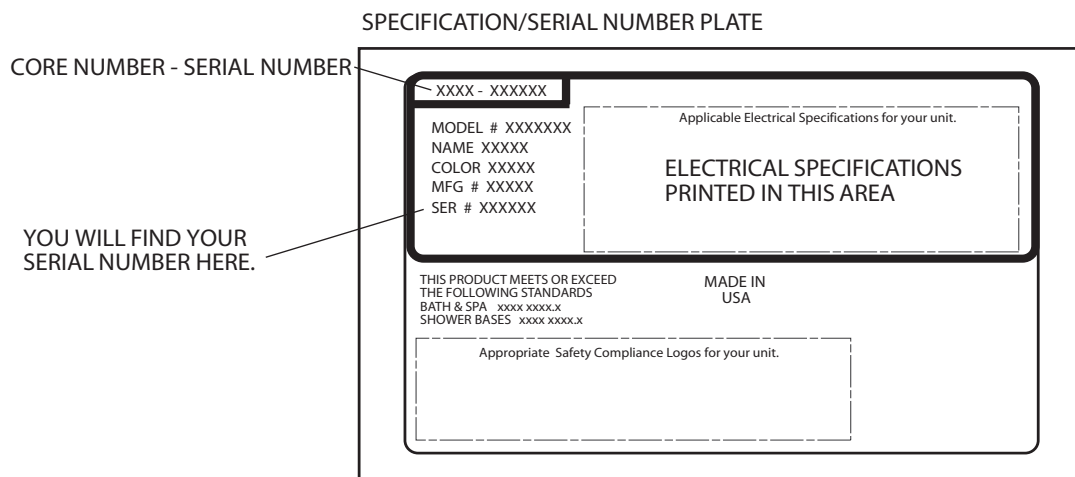 SPECIFICATION/SERIAL NUMBER PLATE
CORE NUMBER - SERIAL NUMBER
XXXX - XXXXXX
MODEL # XXXXXXX
NAME XXXXX
COLOR XXXXX
MFG # XXXXX
SER # XXXXXX
Applicable Electrical Specifications for your unit.
ELECTRICAL SPECIFICATIONS
PRINTED IN THIS AREA
YOU WILL FIND YOUR
SERIAL NUMBER HERE.
THIS PRODUCT MEETS OR EXCEED
THE FOLLOWING STANDARDS
BATH & SPA xxxx xxxx.x
SHOWER BASES xxxx xxxx.x
MADE IN
USA
Appropriate Safety Compliance Logos for your unit.